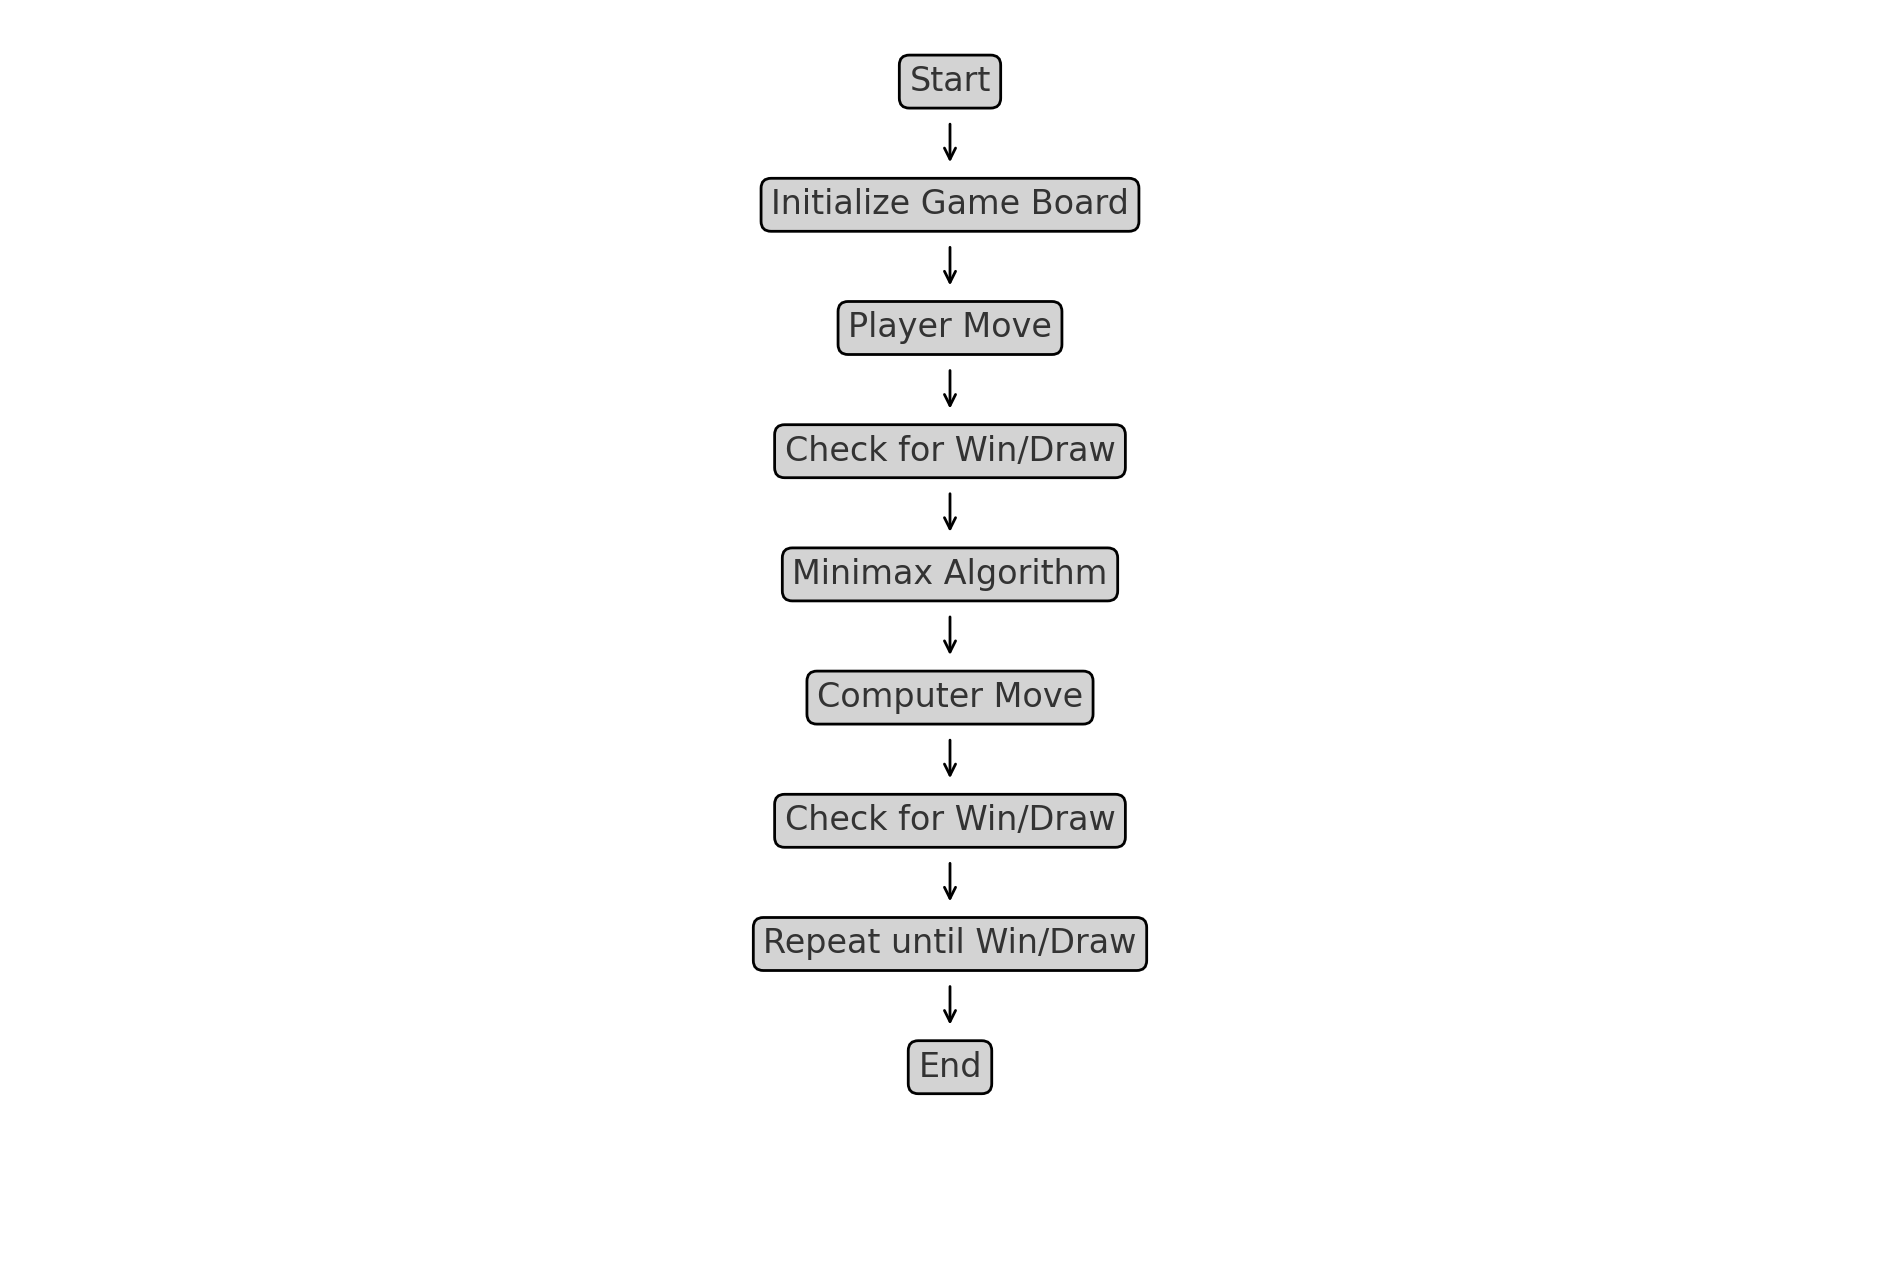 Start
Initialize Game Board
Player Move
Check for Win/Draw
Minimax Algorithm
Computer Move
Check for Win/Draw
Repeat until Win/Draw
End